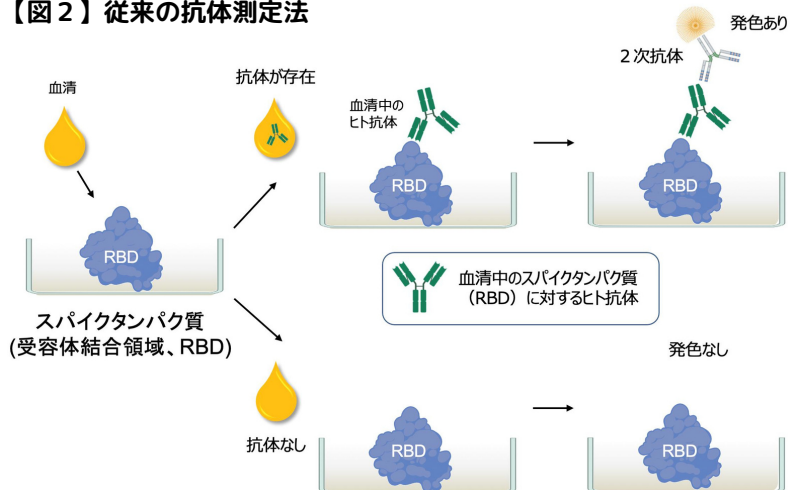 【図２】従来の抗体測定法
血清
RBD
スパイクタンパク質
(受容体結合領域、RBD)
抗体が存在
血清中の
ヒト抗体
RBD
２次抗体
発色あり
RBD
血清中のスパイクタンパク質
（RBD）に対するヒト抗体
抗体なし
RBD
発色なし
RBD